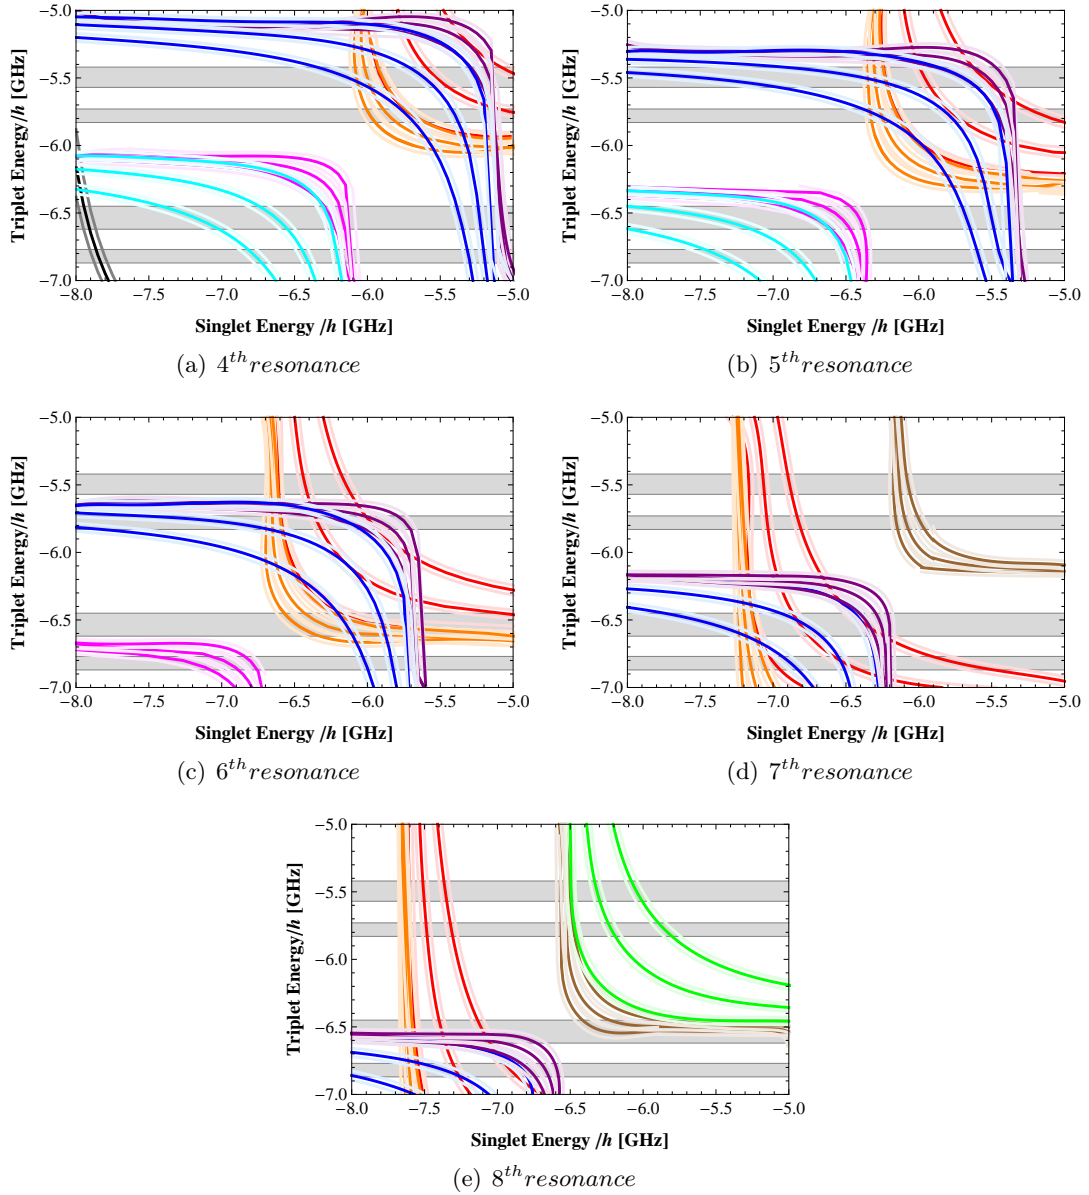 −5.0
−5.5
−6.0
−6.5
−7.0
Triplet Energy/h [GHz]
−8.0 −7.5 −7.0 −6.5 −6.0 −5.5 −5.0
Singlet Energy /h [GHz]
(a) 4th resonance
−5.0
−5.5
−6.0
−6.5
−7.0
Triplet Energy/h [GHz]
−8.0 −7.5 −7.0 −6.5 −6.0 −5.5 −5.0
Singlet Energy /h [GHz]
(b) 5th resonance
−5.0
−5.5
−6.0
−6.5
−7.0
Triplet Energy/h [GHz]
−8.0 −7.5 −7.0 −6.5 −6.0 −5.5 −5.0
Singlet Energy /h [GHz]
(c) 6th resonance
−5.0
−5.5
−6.0
−6.5
−7.0
Triplet Energy/h [GHz]
−8.0 −7.5 −7.0 −6.5 −6.0 −5.5 −5.0
Singlet Energy /h [GHz]
(d) 7th resonance
−5.0
−5.5
−6.0
−6.5
−7.0
Triplet Energy/h [GHz]
−8.0 −7.5 −7.0 −6.5 −6.0 −5.5 −5.0
Singlet Energy /h [GHz]
(e) 8th resonance